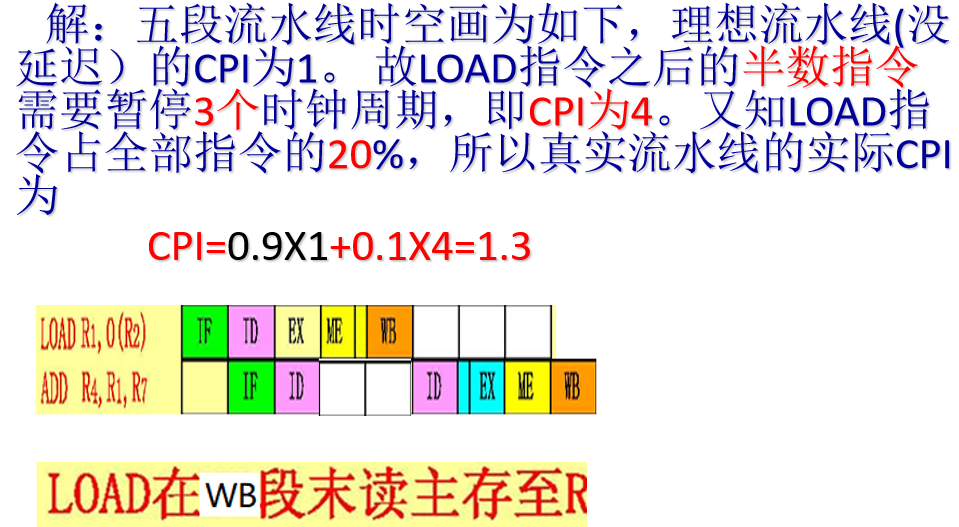 解：五段流水线时空画为如下，理想流水线(没
延迟）的CPI为1。故LOAD指令之后的半数指令
需要暂停3个时钟周期，即CPI为4。又知LOAD指
令占全部指令的20%，所以真实流水线的实际CPI
为
CPI=0.9X1+0.1X4=1.3
LOAD R1, 0(R2) IF ID EX ME WB
ADD R4, R1, R7 IF ID ID EX ME WB
LOAD在WB段末读主存至R